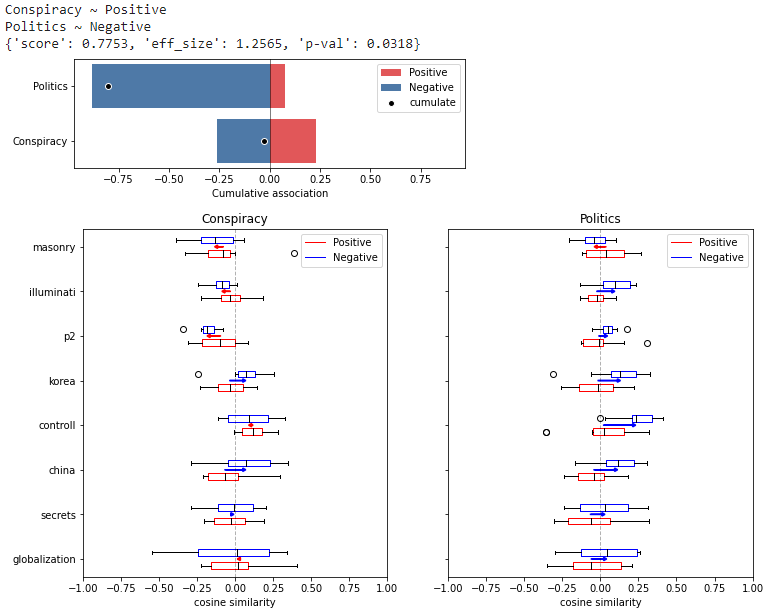 Conspiracy ~ Positive
Politics ~ Negative
{'score': 0.7753, 'eff_size': 1.2565, 'p-val': 0.0318}
Politics
Conspiracy
Positive
Negative
cumulate
−0.75 −0.50 −0.25 0.00 0.25 0.50 0.75
Cumulative association
Conspiracy
masonry
illuminati
p2
korea
controll
china
secrets
globalization
Positive
Negative
−1.00 −0.75 −0.50 −0.25 0.00 0.25 0.50 0.75 1.00
cosine similarity
Politics
Positive
Negative
−1.00 −0.75 −0.50 −0.25 0.00 0.25 0.50 0.75 1.00
cosine similarity